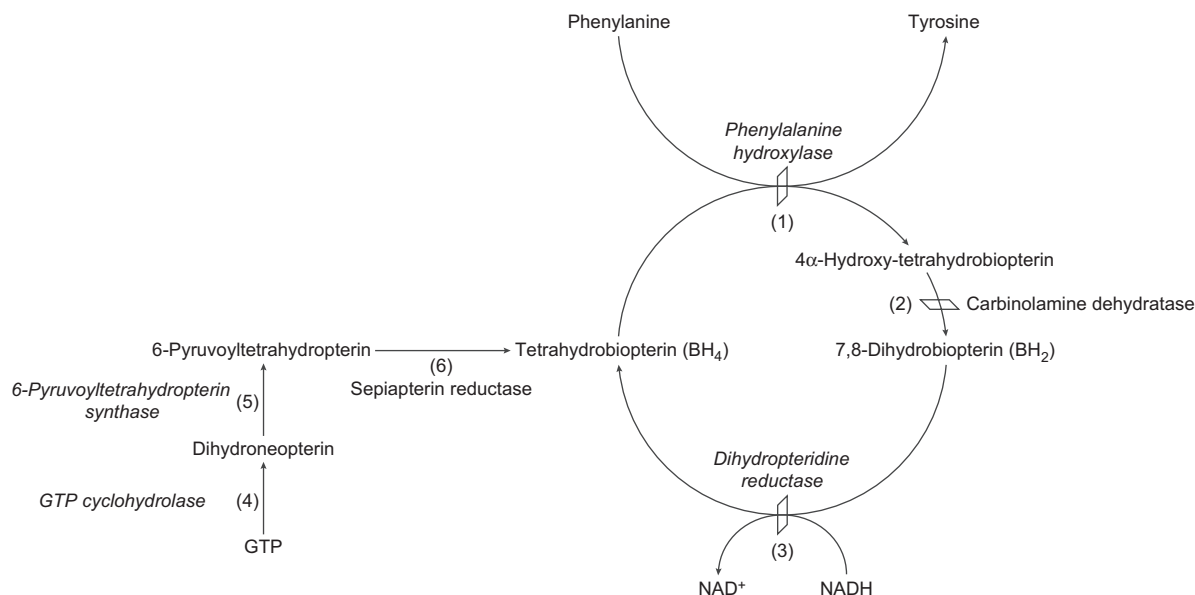 Phenylanine
Tyrosine
Phenylalanine
hydroxylase
(1)
4α-Hydroxy-tetrahydrobiopterin
(2)
Carbinolamine dehydratase
6-Pyruvoyltetrahydropterin
Tetrahydrobiopterin (BH₄)
7,8-Dihydrobiopterin (BH₂)
(6)
Sepiapterin reductase
6-Pyruvoyltetrahydropterin
synthase
(5)
Dihydroneopterin
Dihydropteridine
reductase
GTP cyclohydrolase
(4)
GTP
(3)
NAD⁺
NADH